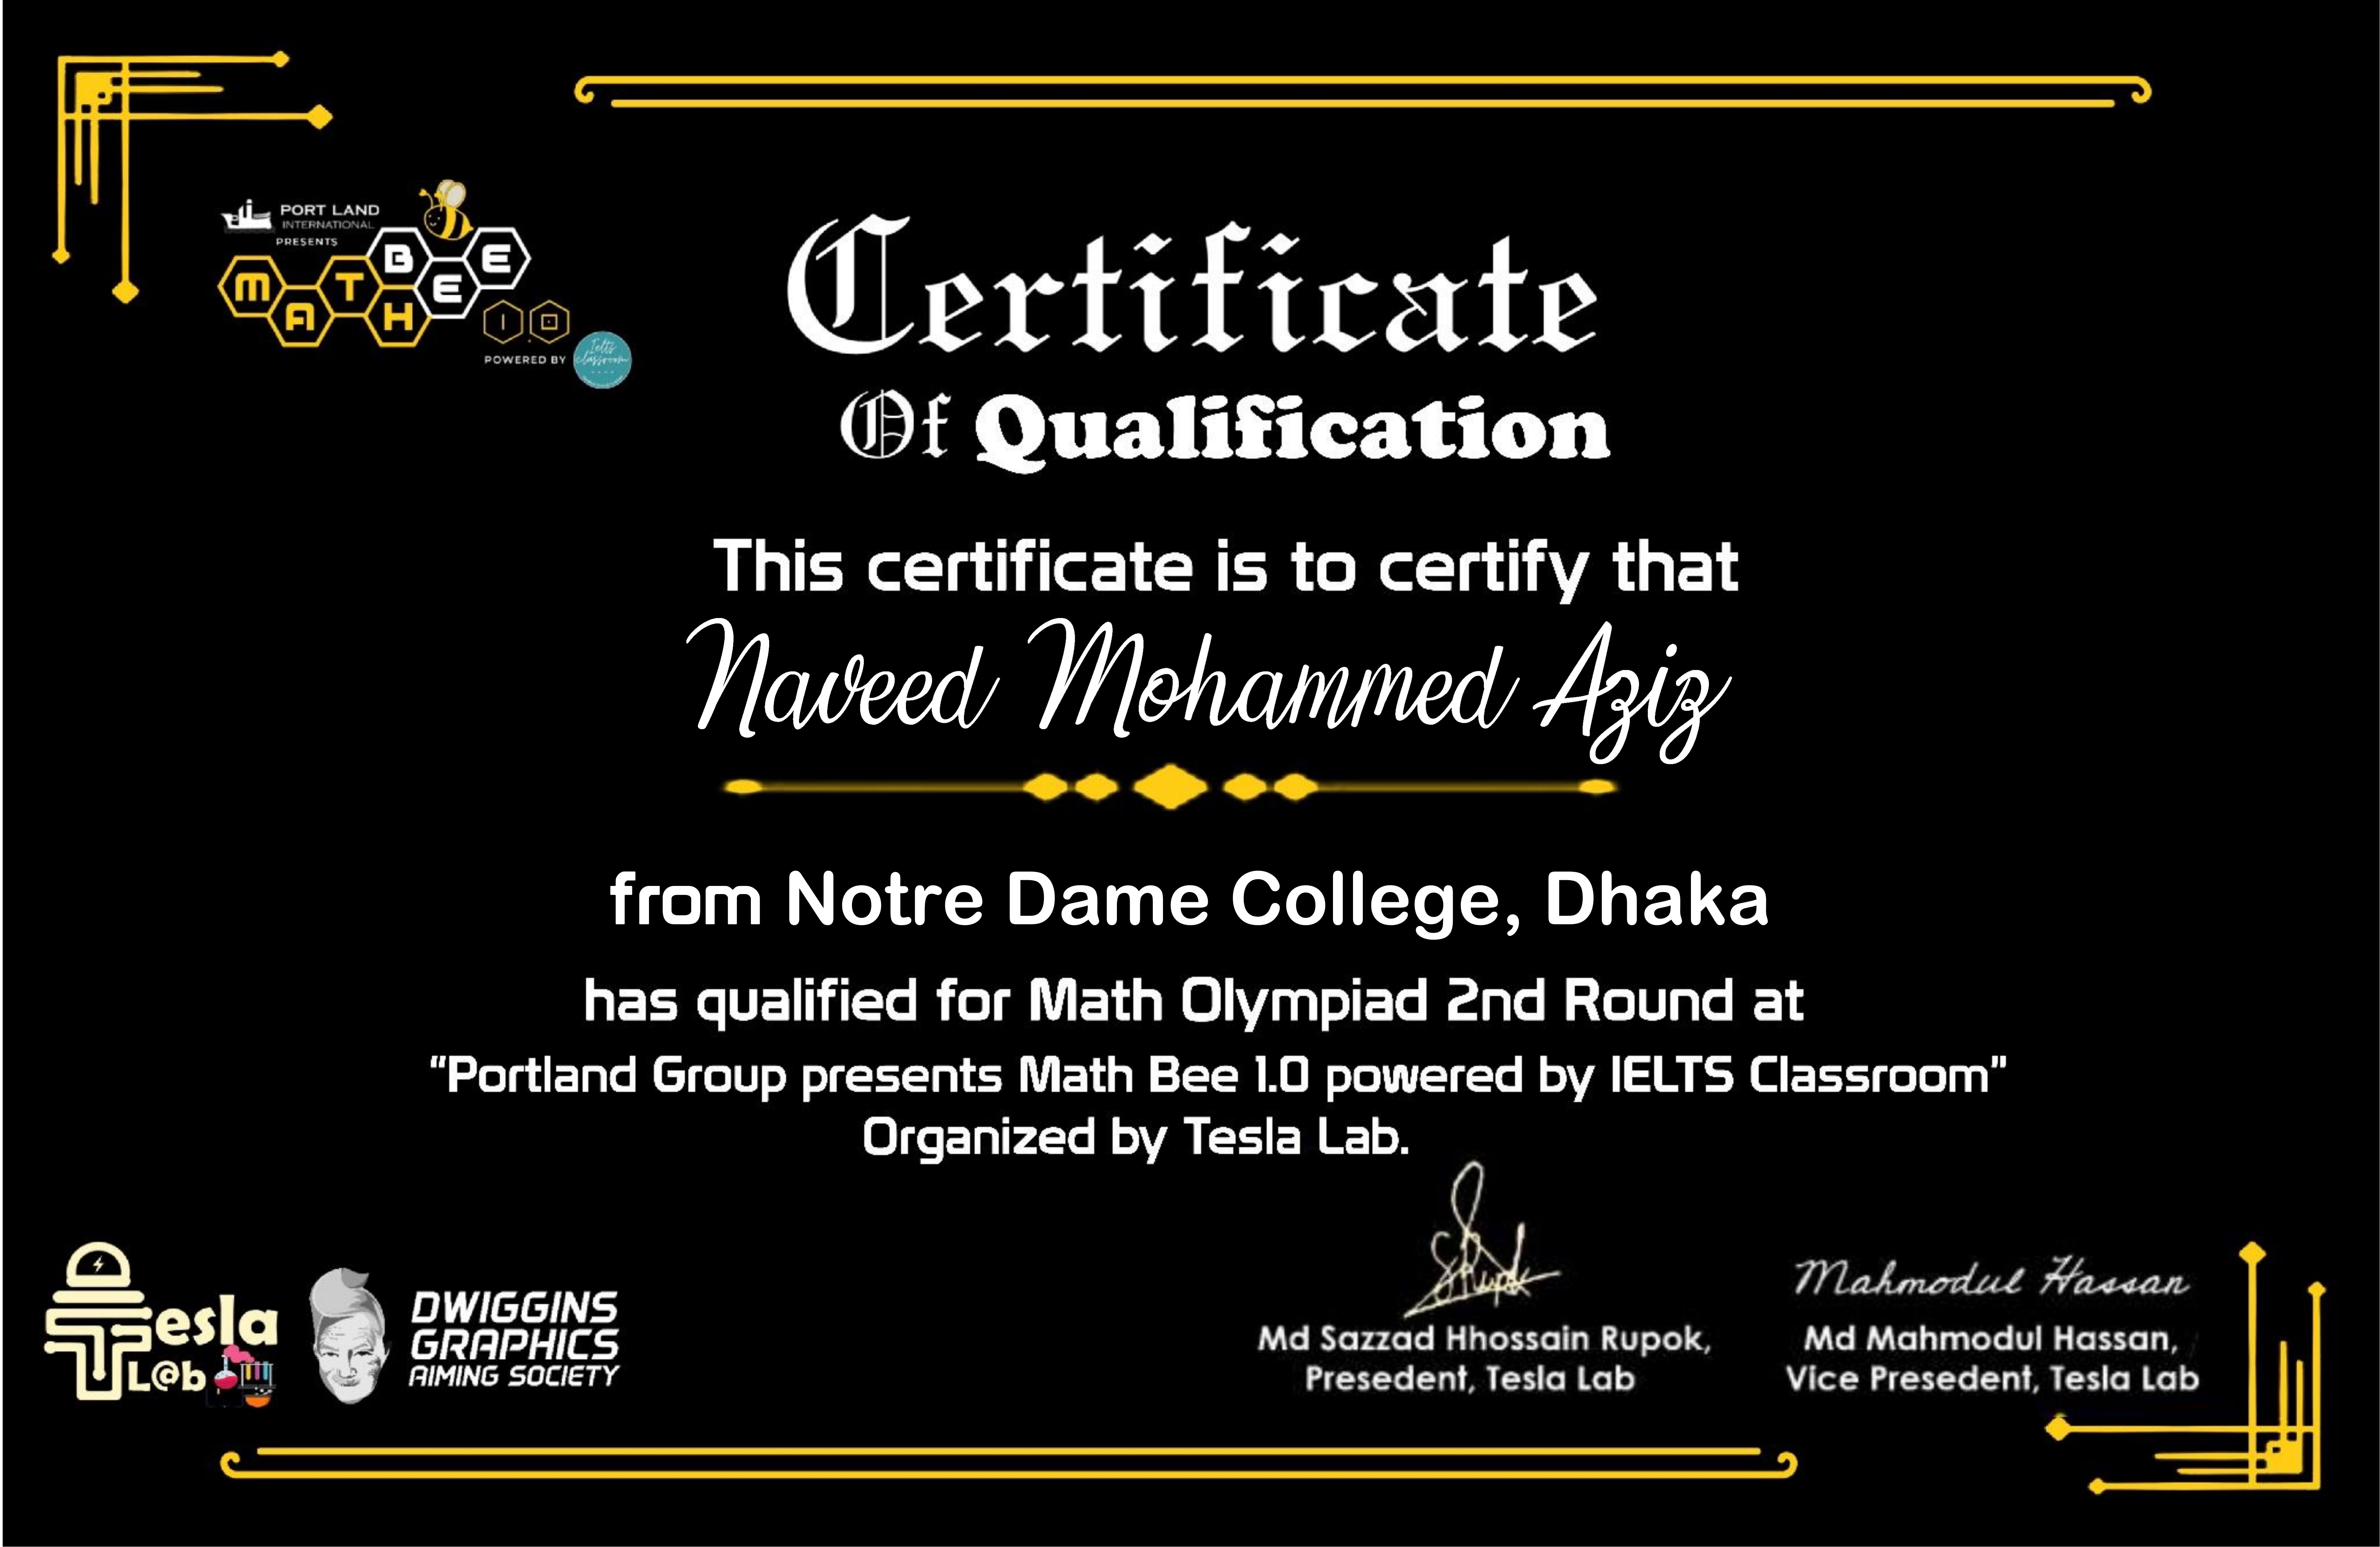 PORT LAND
INTERNATIONAL
PRESENTS
MATH BEE
1.0
POWERED BY
Ielts classroom
Certificate
Of Qualification
This certificate is to certify that
Naveed Mohammed Aziz
from Notre Dame College, Dhaka
has qualified for Math Olympiad 2nd Round at
"Portland Group presents Math Bee 1.0 powered by IELTS Classroom"
Organized by Tesla Lab.
Tesla
L@b
DWIGGINS
GRAPHICS
AIMING SOCIETY
Md Sazzad Hhossain Rupok,
Presedent, Tesla Lab
Mahmodul Hassan
Md Mahmodul Hassan,
Vice Presedent, Tesla Lab